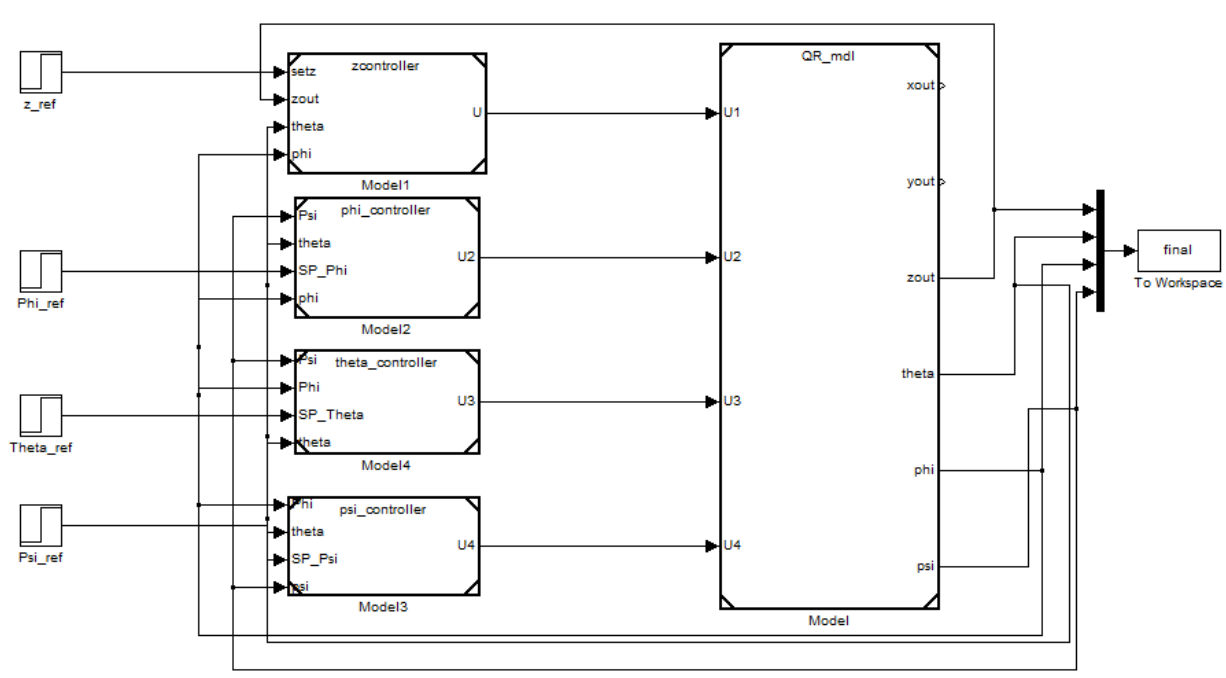 z_ref
Phi_ref
Theta_ref
Psi_ref
zcontroller
setz
zout
theta
phi
U
Model1
phi_controller
Psi
theta
SP_Phi
phi
U2
Model2
theta_controller
Psi
Phi
SP_Theta
theta
U3
Model4
psi_controller
Phi
theta
SP_Psi
psi
U4
Model3
QR_mdl
U1
U2
U3
U4
xout
yout
zout
theta
phi
psi
Model
final
To Workspace